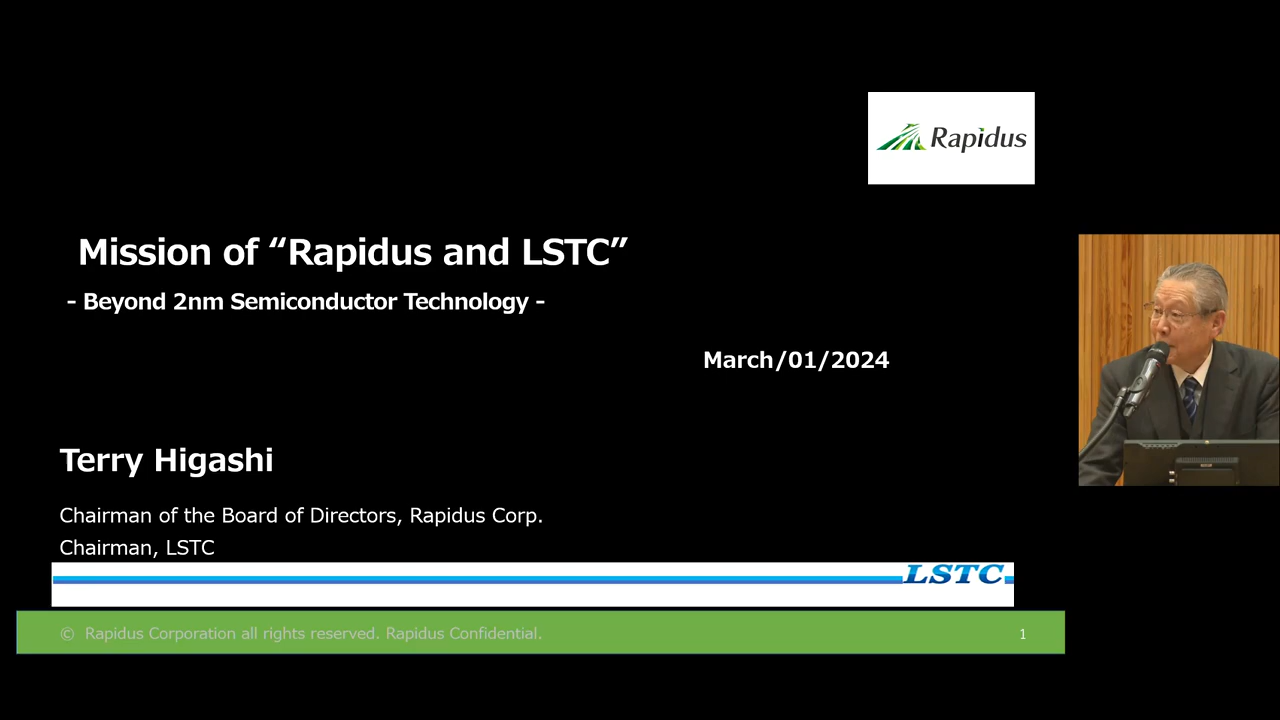 Rapidus
Mission of “Rapidus and LSTC”
- Beyond 2nm Semiconductor Technology -
March/01/2024
Terry Higashi
Chairman of the Board of Directors, Rapidus Corp.
Chairman, LSTC
LSTC
© Rapidus Corporation all rights reserved. Rapidus Confidential.
1